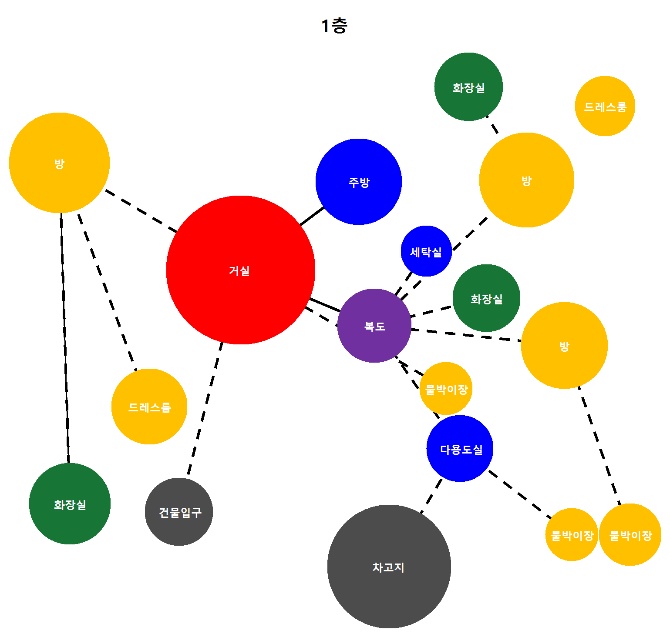 1층
화장실
드레스룸
방
주방
방
세탁실
거실
화장실
복도
방
붙박이장
드레스룸
다용도실
화장실
건물입구
붙박이장
붙박이장
차고지